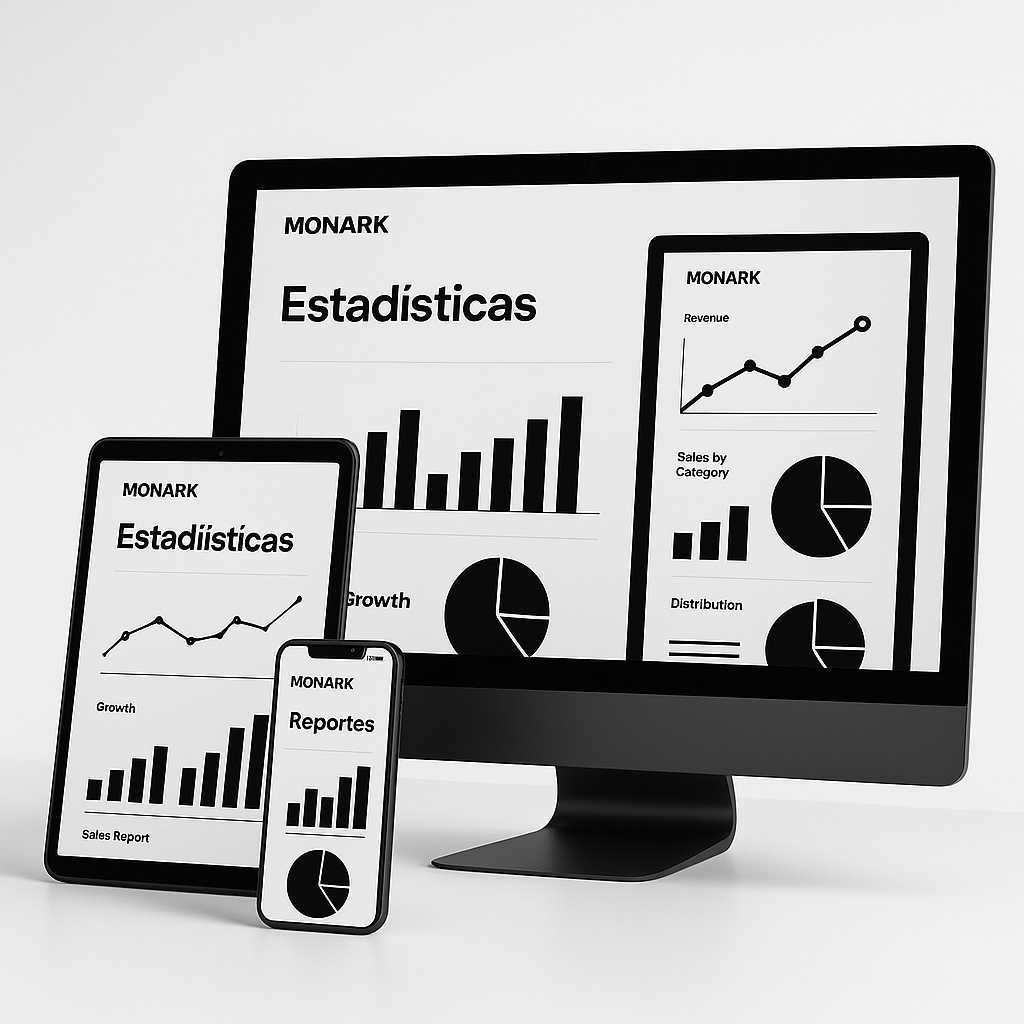 MONARK
Estadísticas
Growth
MONARK
Revenue
Sales by
Category
Distribution
MONARK
Estadiísticas
Growth
Sales Report
MONARK
Reportes